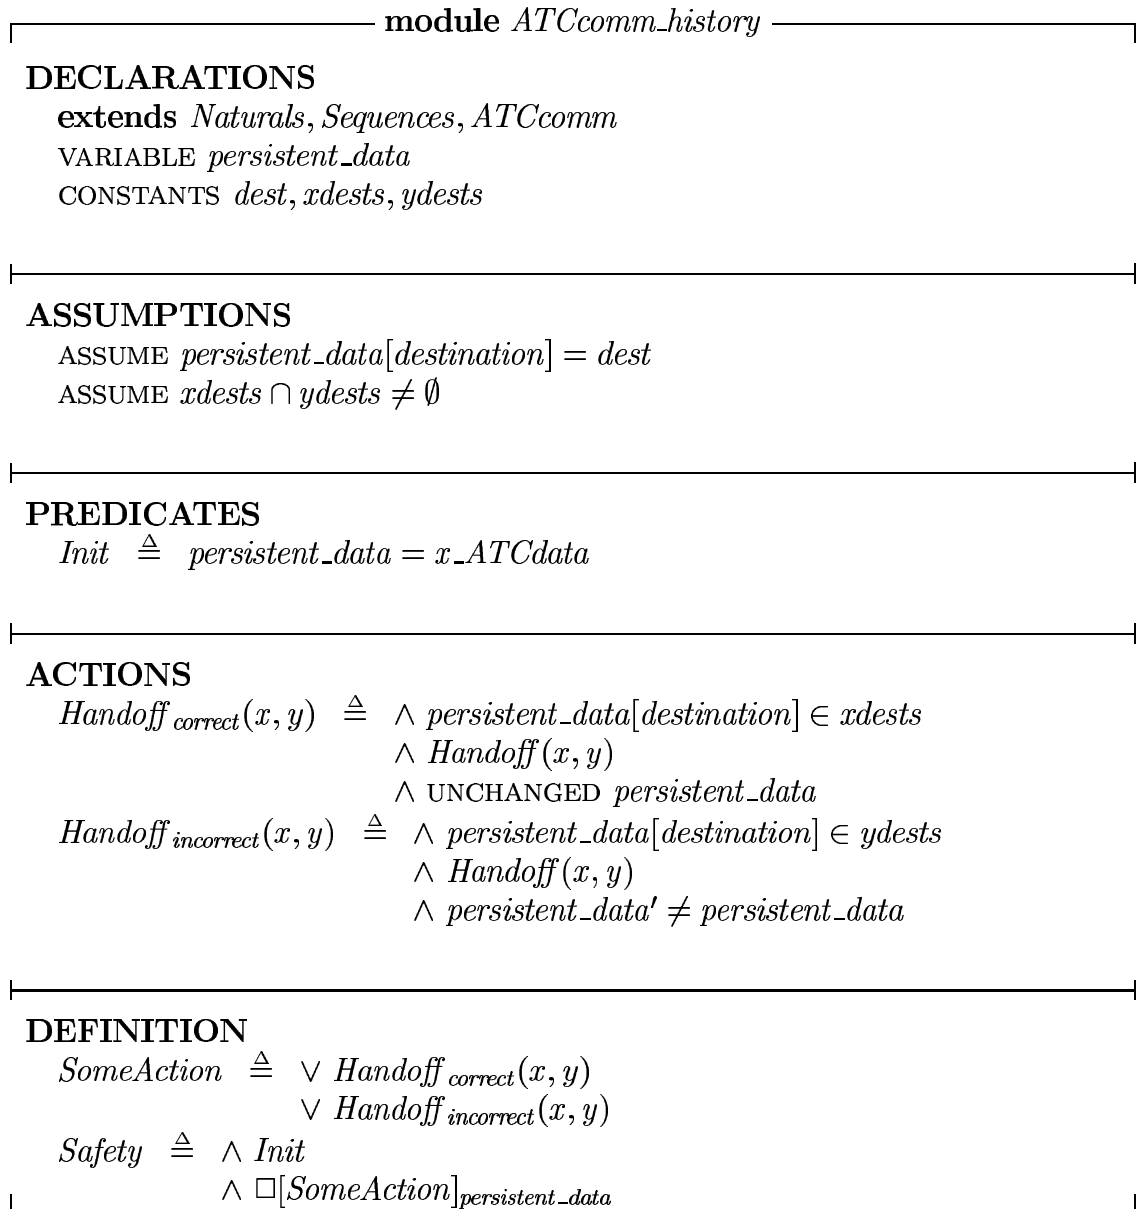 module ATCcomm_history
DECLARATIONS
extends Naturals, Sequences, ATCcomm
VARIABLE persistent_data
CONSTANTS dest, xdests, ydests
ASSUMPTIONS
ASSUME persistent_data[destination] = dest
ASSUME xdests ∩ ydests ≠ ∅
PREDICATES
Init ≜ persistent_data = x_ATCdata
ACTIONS
Handoff_correct(x, y) ≜ ∧ persistent_data[destination] ∈ xdests
∧ Handoff(x, y)
∧ UNCHANGED persistent_data
Handoff_incorrect(x, y) ≜ ∧ persistent_data[destination] ∈ ydests
∧ Handoff(x, y)
∧ persistent_data′ ≠ persistent_data
DEFINITION
SomeAction ≜ ∨ Handoff_correct(x, y)
∨ Handoff_incorrect(x, y)
Safety ≜ ∧ Init
∧ □[SomeAction]_persistent_data